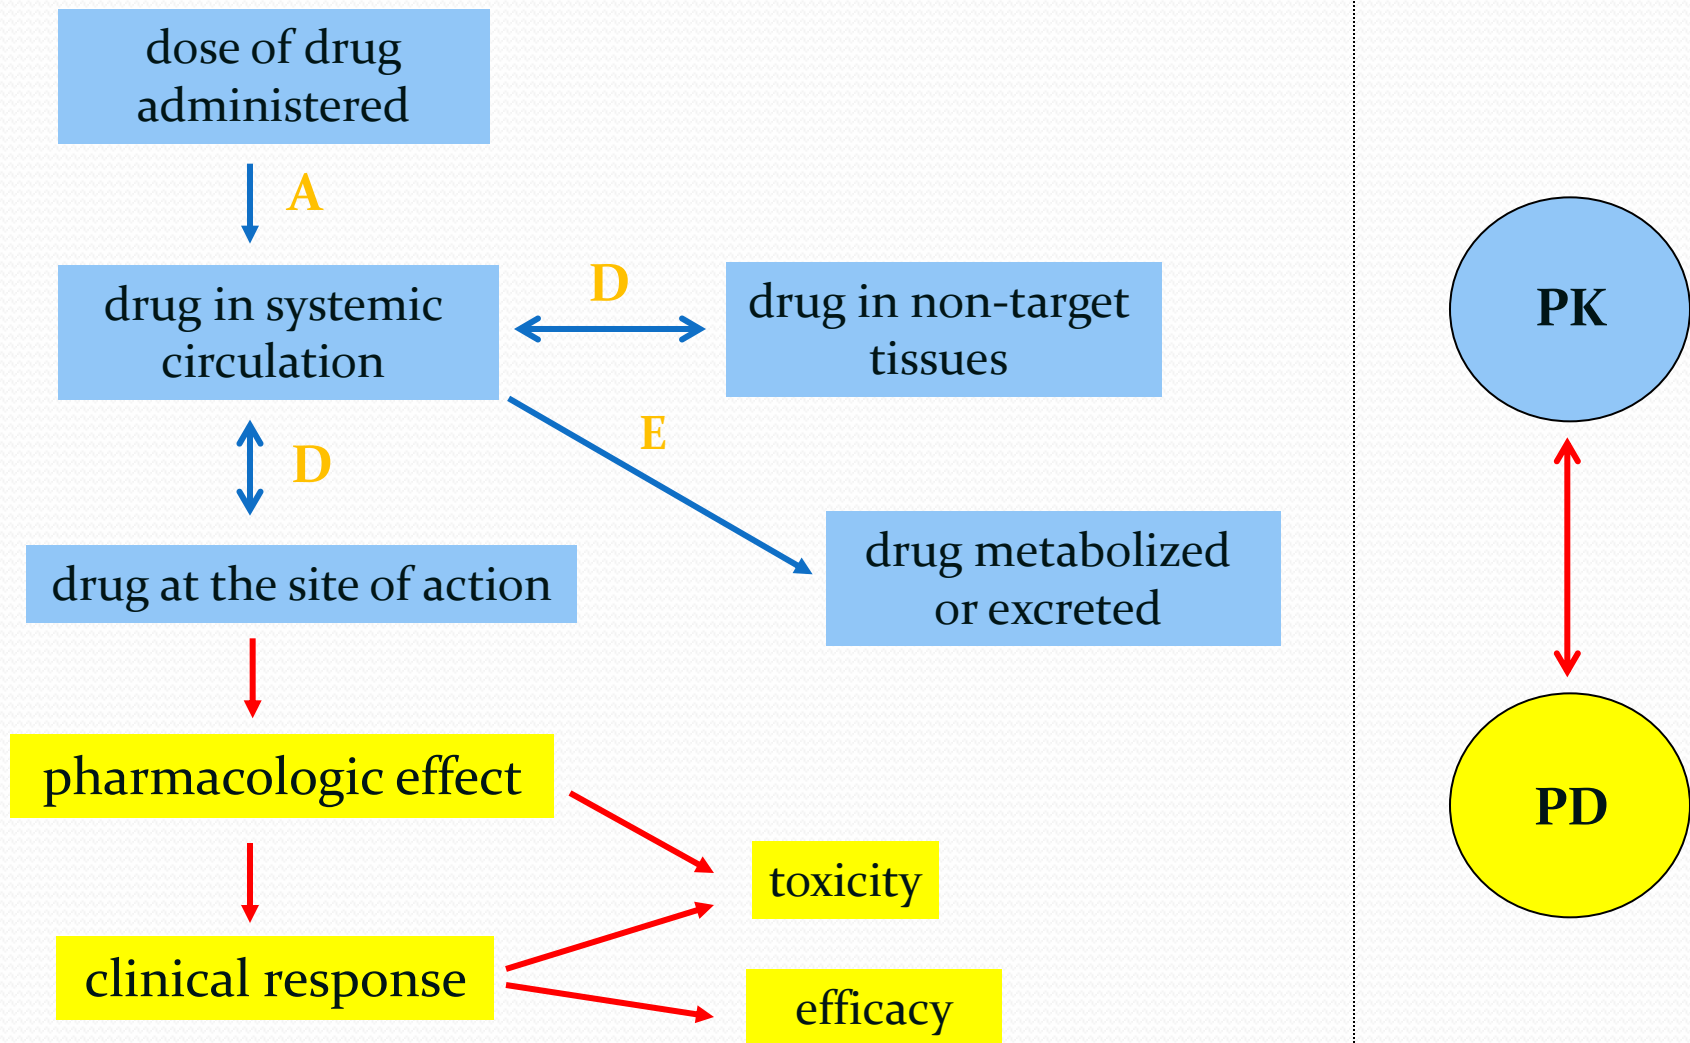 dose of drug
administered
A
drug in systemic
circulation
D
drug in non-target
tissues
PK
E
D
drug metabolized
or excreted
drug at the site of action
pharmacologic effect
PD
toxicity
clinical response
efficacy